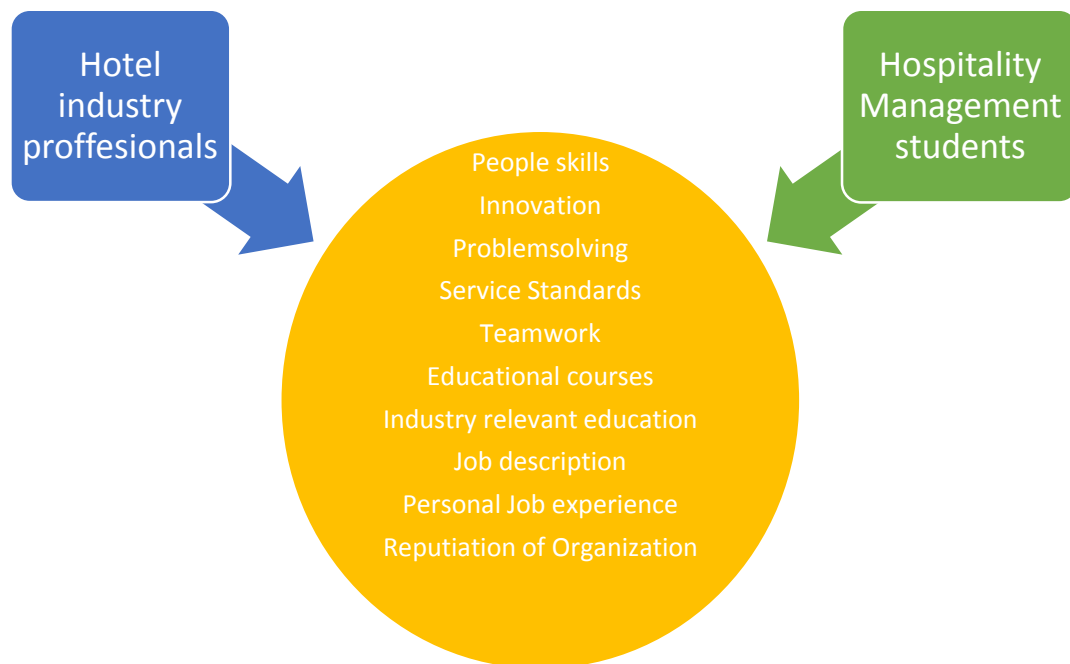 Hotel
industry
proffesionals
Hospitality
Management
students
People skills
Innovation
Problemsolving
Service Standards
Teamwork
Educational courses
Industry relevant education
Job description
Personal Job experience
Reputiation of Organization